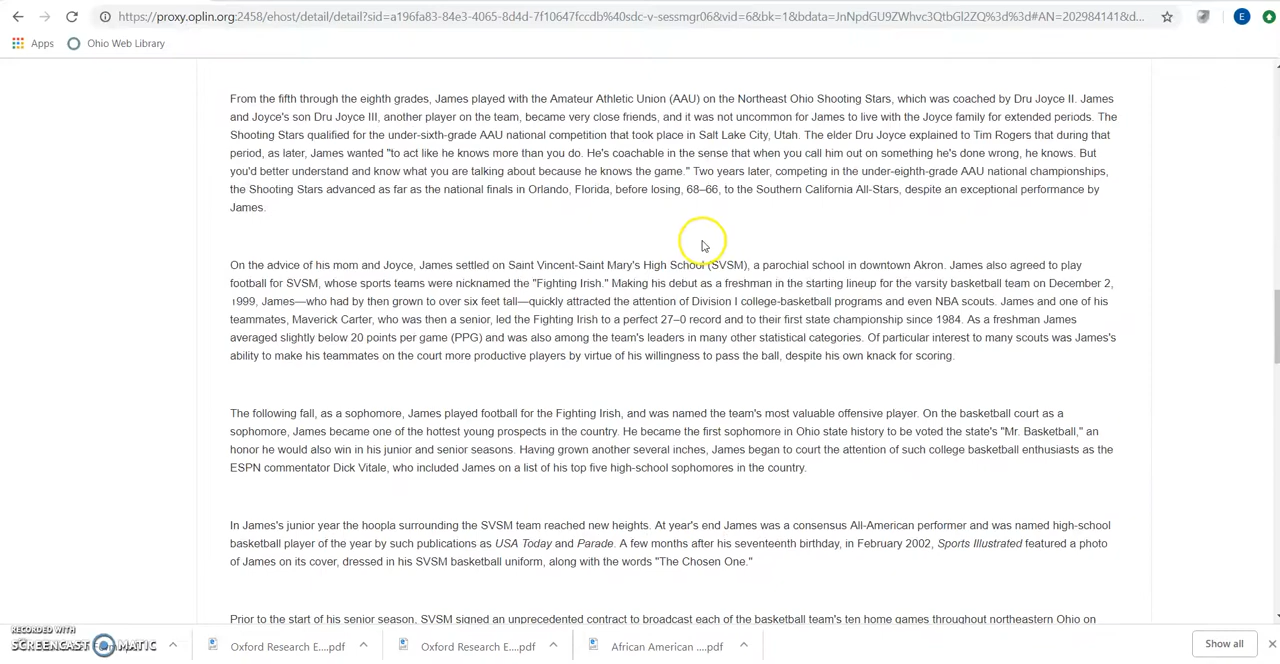 https://proxy.oplin.org:2458/ehost/detail/detail?sid=a196fa83-84e3-4065-8d4d-7f10647fccdb%40sdc-v-sessmgr06&vid=6&bk=1&bdata=JnNpdGU9ZWhvc3QtbGl2ZQ%3d%3d#AN=202984141&d...
E
Apps Ohio Web Library
From the fifth through the eighth grades, James played with the Amateur Athletic Union (AAU) on the Northeast Ohio Shooting Stars, which was coached by Dru Joyce II. James
and Joyce's son Dru Joyce III, another player on the team, became very close friends, and it was not uncommon for James to live with the Joyce family for extended periods. The
Shooting Stars qualified for the under-sixth-grade AAU national competition that took place in Salt Lake City, Utah. The elder Dru Joyce explained to Tim Rogers that during that
period, as later, James wanted "to act like he knows more than you do. He's coachable in the sense that when you call him out on something he's done wrong, he knows. But
you'd better understand and know what you are talking about because he knows the game." Two years later, competing in the under-eighth-grade AAU national championships,
the Shooting Stars advanced as far as the national finals in Orlando, Florida, before losing, 68–66, to the Southern California All-Stars, despite an exceptional performance by
James.
On the advice of his mom and Joyce, James settled on Saint Vincent-Saint Mary's High School (SVSM), a parochial school in downtown Akron. James also agreed to play
football for SVSM, whose sports teams were nicknamed the "Fighting Irish." Making his debut as a freshman in the starting lineup for the varsity basketball team on December 2,
1999, James—who had by then grown to over six feet tall—quickly attracted the attention of Division I college-basketball programs and even NBA scouts. James and one of his
teammates, Maverick Carter, who was then a senior, led the Fighting Irish to a perfect 27–0 record and to their first state championship since 1984. As a freshman James
averaged slightly below 20 points per game (PPG) and was also among the team's leaders in many other statistical categories. Of particular interest to many scouts was James's
ability to make his teammates on the court more productive players by virtue of his willingness to pass the ball, despite his own knack for scoring.
The following fall, as a sophomore, James played football for the Fighting Irish, and was named the team's most valuable offensive player. On the basketball court as a
sophomore, James became one of the hottest young prospects in the country. He became the first sophomore in Ohio state history to be voted the state's "Mr. Basketball," an
honor he would also win in his junior and senior seasons. Having grown another several inches, James began to court the attention of such college basketball enthusiasts as the
ESPN commentator Dick Vitale, who included James on a list of his top five high-school sophomores in the country.
In James's junior year the hoopla surrounding the SVSM team reached new heights. At year's end James was a consensus All-American performer and was named high-school
basketball player of the year by such publications as USA Today and Parade. A few months after his seventeenth birthday, in February 2002, Sports Illustrated featured a photo
of James on its cover, dressed in his SVSM basketball uniform, along with the words "The Chosen One."
Prior to the start of his senior season, SVSM signed an unprecedented contract to broadcast each of the basketball team's ten home games throughout northeastern Ohio on
RECORDED WITH
SCREENCAST MATIC
Oxford Research E....pdf Oxford Research E....pdf African American ....pdf Show all